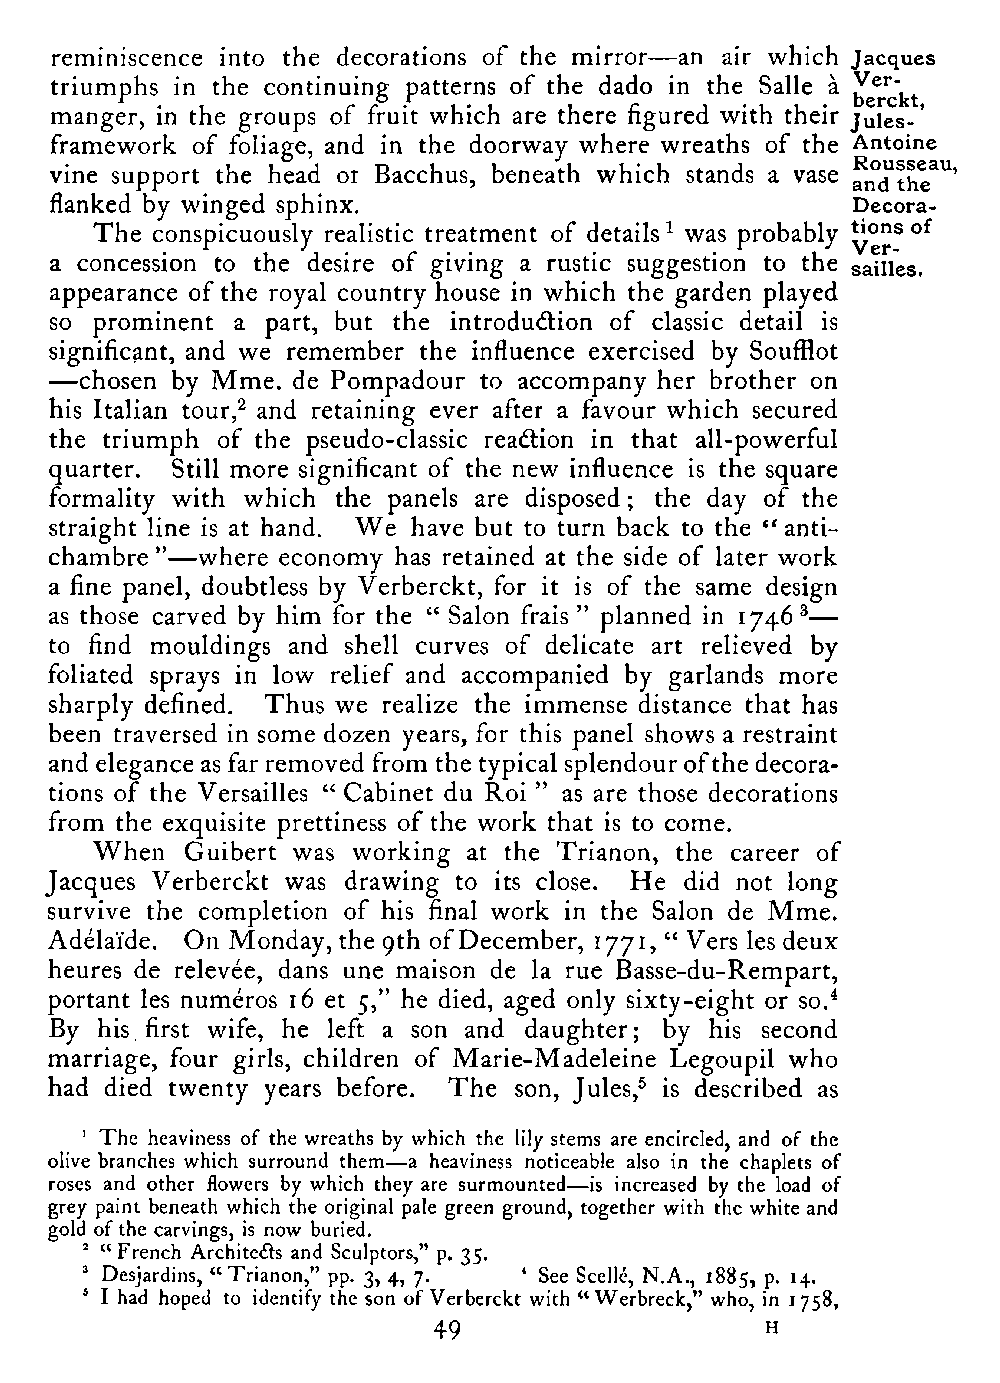 reminiscence into the decorations of the mirror—an air which
triumphs in the continuing patterns of the dado in the Salle à
manger, in the groups of fruit which are there figured with their
framework of foliage, and in the doorway where wreaths of the
vine support the head or Bacchus, beneath which stands a vase
flanked by winged sphinx.
Jacques
Ver-
berckt,
Jules-
Antoine
Rousseau,
and the
Decora-
tions of
Ver-
sailles.
The conspicuously realistic treatment of details¹ was probably
a concession to the desire of giving a rustic suggestion to the
appearance of the royal country house in which the garden played
so prominent a part, but the introduction of classic detail is
significant, and we remember the influence exercised by Soufflot
—chosen by Mme. de Pompadour to accompany her brother on
his Italian tour,² and retaining ever after a favour which secured
the triumph of the pseudo-classic reaction in that all-powerful
quarter. Still more significant of the new influence is the square
formality with which the panels are disposed; the day of the
straight line is at hand. We have but to turn back to the “anti-
chambre”—where economy has retained at the side of later work
a fine panel, doubtless by Verberckt, for it is of the same design
as those carved by him for the “Salon frais” planned in 1746³—
to find mouldings and shell curves of delicate art relieved by
foliated sprays in low relief and accompanied by garlands more
sharply defined. Thus we realize the immense distance that has
been traversed in some dozen years, for this panel shows a restraint
and elegance as far removed from the typical splendour of the decora-
tions of the Versailles “Cabinet du Roi” as are those decorations
from the exquisite prettiness of the work that is to come.
When Guibert was working at the Trianon, the career of
Jacques Verberckt was drawing to its close. He did not long
survive the completion of his final work in the Salon de Mme.
Adélaïde. On Monday, the 9th of December, 1771, “Vers les deux
heures de relevée, dans une maison de la rue Basse-du-Rempart,
portant les numéros 16 et 5,” he died, aged only sixty-eight or so.⁴
By his first wife, he left a son and daughter; by his second
marriage, four girls, children of Marie-Madeleine Legoupil who
had died twenty years before. The son, Jules,⁵ is described as
¹ The heaviness of the wreaths by which the lily stems are encircled, and of the
olive branches which surround them—a heaviness noticeable also in the chaplets of
roses and other flowers by which they are surmounted—is increased by the load of
grey paint beneath which the original pale green ground, together with the white and
gold of the carvings, is now buried.
² “French Architects and Sculptors,” p. 35.
³ Desjardins, “Trianon,” pp. 3, 4, 7. ⁴ See Scellé, N.A., 1885, p. 14.
⁵ I had hoped to identify the son of Verberckt with “Werbreck,” who, in 1758,
49 H